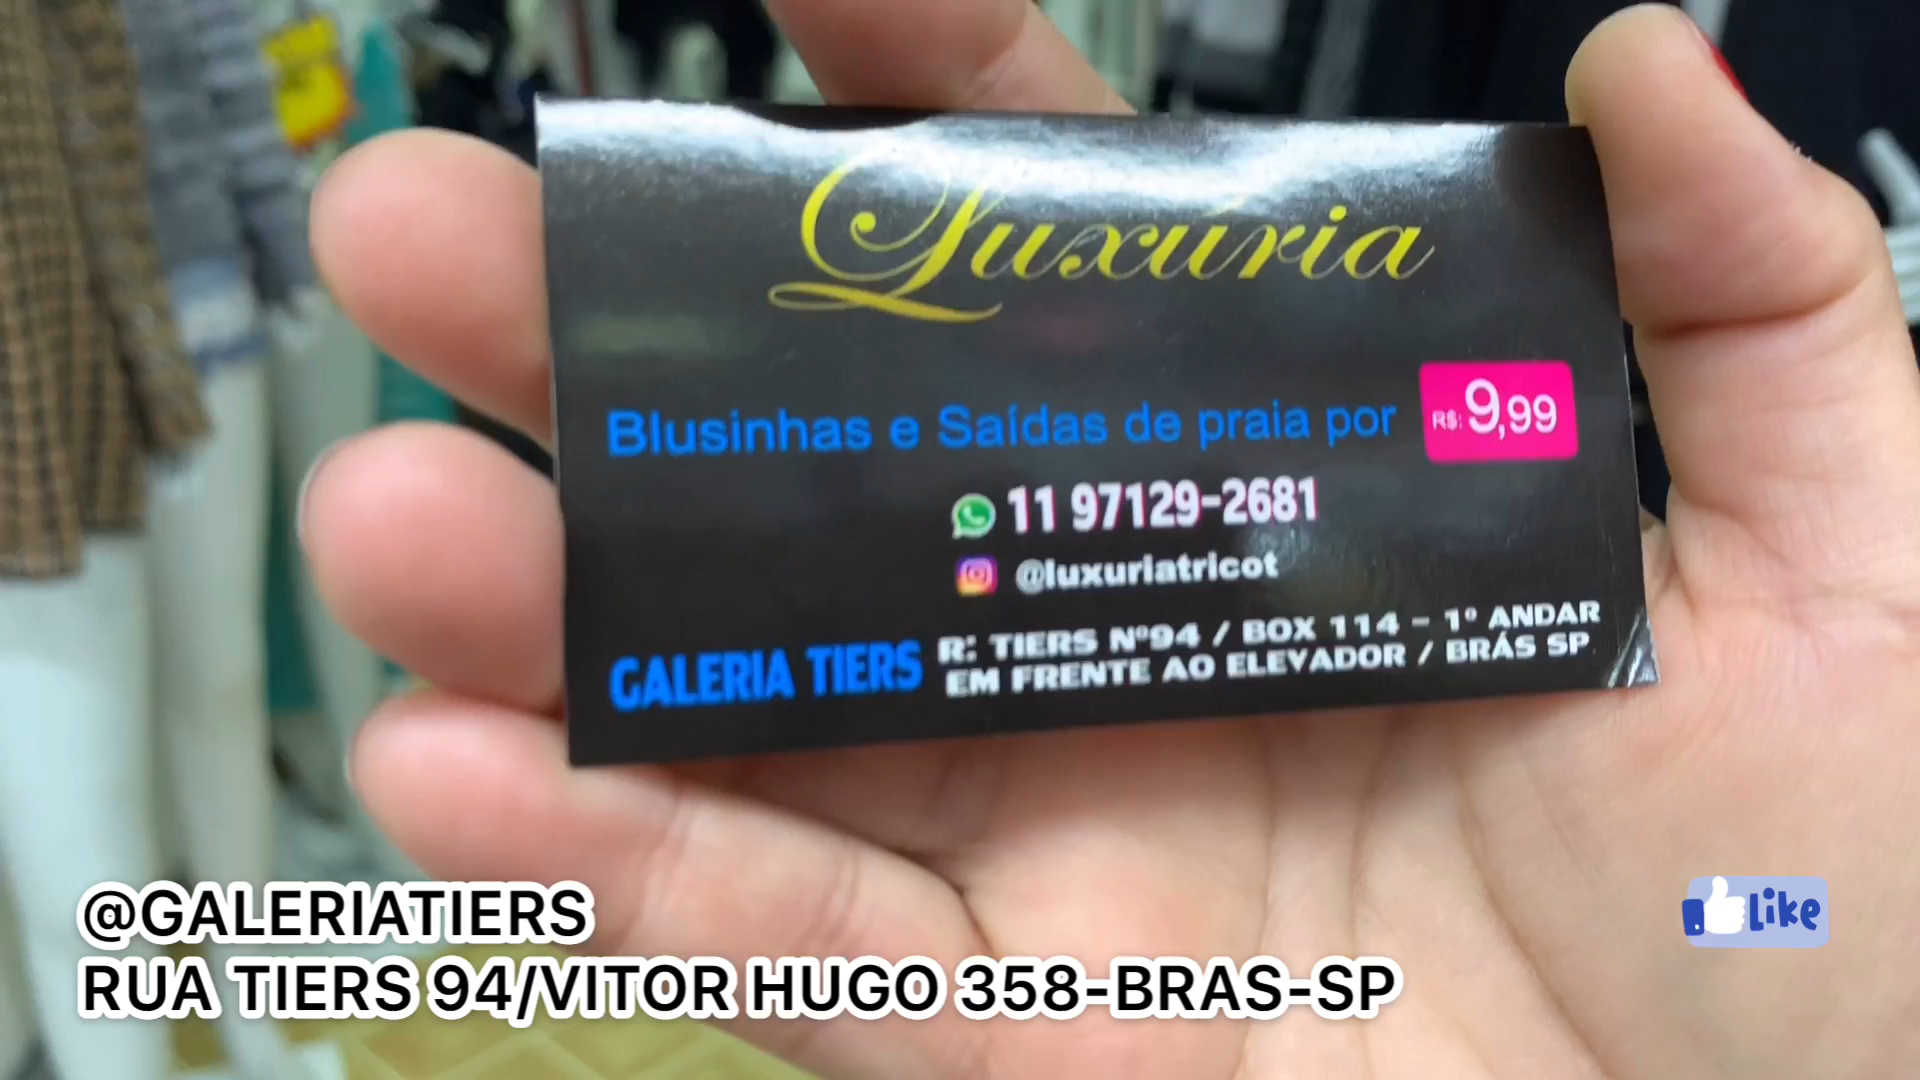 Luxúria
Blusinhas e Saídas de praia por R$: 9,99
11 97129-2681
@luxuriatricot
GALERIA TIERS
R: TIERS Nº94 / BOX 114 - 1º ANDAR
EM FRENTE AO ELEVADOR / BRÁS SP
@GALERIATIERS
RUA TIERS 94/VITOR HUGO 358-BRAS-SP
Like